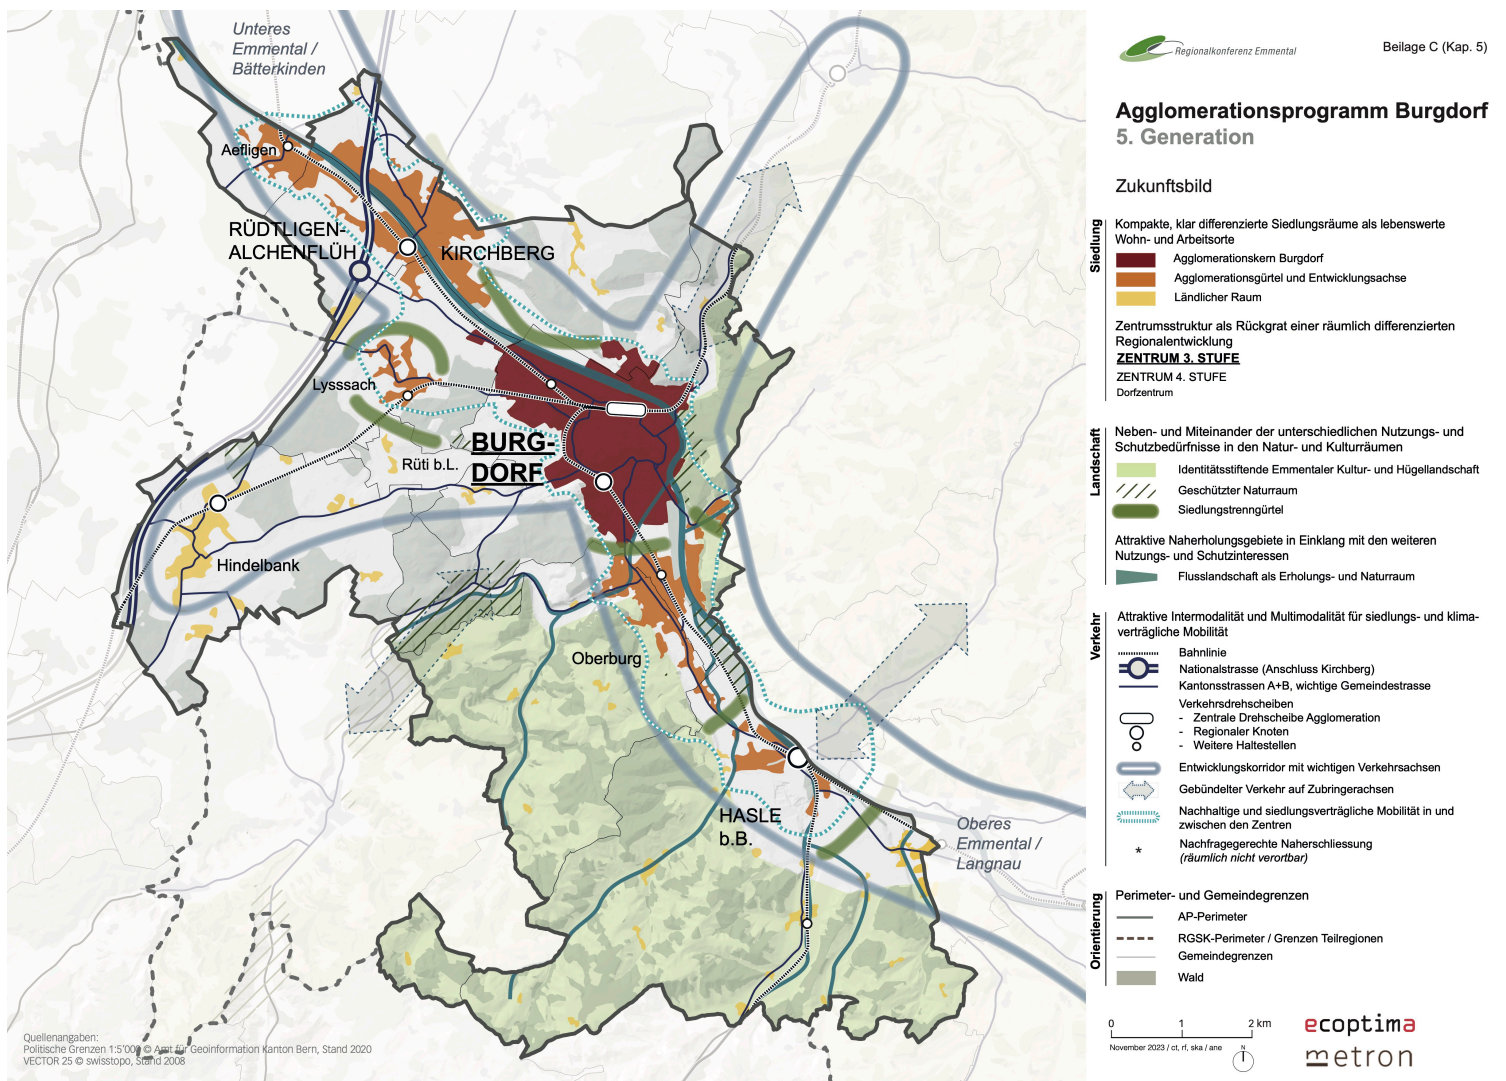 Unteres
Emmental /
Bätterkinden
Aefligen
RÜDTLIGEN-
ALCHENFLÜH
KIRCHBERG
Lysssach
BURG-
DORF
Rüti b.L.
Hindelbank
Oberburg
HASLE
b.B.
Oberes
Emmental /
Langnau
Quellenangaben:
Politische Grenzen 1:5'000 © Amt für Geoinformation Kanton Bern, Stand 2020
VECTOR 25 © swisstopo, Stand 2008
Regionalkonferenz Emmental
Beilage C (Kap. 5)
Agglomerationsprogramm Burgdorf
5. Generation
Zukunftsbild
Siedlung
Kompakte, klar differenzierte Siedlungsräume als lebenswerte
Wohn- und Arbeitsorte
Agglomerationskern Burgdorf
Agglomerationsgürtel und Entwicklungsachse
Ländlicher Raum
Zentrumsstruktur als Rückgrat einer räumlich differenzierten
Regionalentwicklung
ZENTRUM 3. STUFE
ZENTRUM 4. STUFE
Dorfzentrum
Landschaft
Neben- und Miteinander der unterschiedlichen Nutzungs- und
Schutzbedürfnisse in den Natur- und Kulturräumen
Identitätsstiftende Emmentaler Kultur- und Hügellandschaft
Geschützter Naturraum
Siedlungstrenngürtel
Attraktive Naherholungsgebiete in Einklang mit den weiteren
Nutzungs- und Schutzinteressen
Flusslandschaft als Erholungs- und Naturraum
Verkehr
Attraktive Intermodalität und Multimodalität für siedlungs- und klima-
verträgliche Mobilität
Bahnlinie
Nationalstrasse (Anschluss Kirchberg)
Kantonsstrassen A+B, wichtige Gemeindestrasse
Verkehrsdrehscheiben
- Zentrale Drehscheibe Agglomeration
- Regionaler Knoten
- Weitere Haltestellen
Entwicklungskorridor mit wichtigen Verkehrsachsen
Gebündelter Verkehr auf Zubringerachsen
Nachhaltige und siedlungsverträgliche Mobilität in und
zwischen den Zentren
* Nachfragegerechte Naherschliessung
(räumlich nicht verortbar)
Orientierung
Perimeter- und Gemeindegrenzen
AP-Perimeter
RGSK-Perimeter / Grenzen Teilregionen
Gemeindegrenzen
Wald
0 1 2 km
November 2023 / ct, rf, ska / ane
N
ecoptima
metron